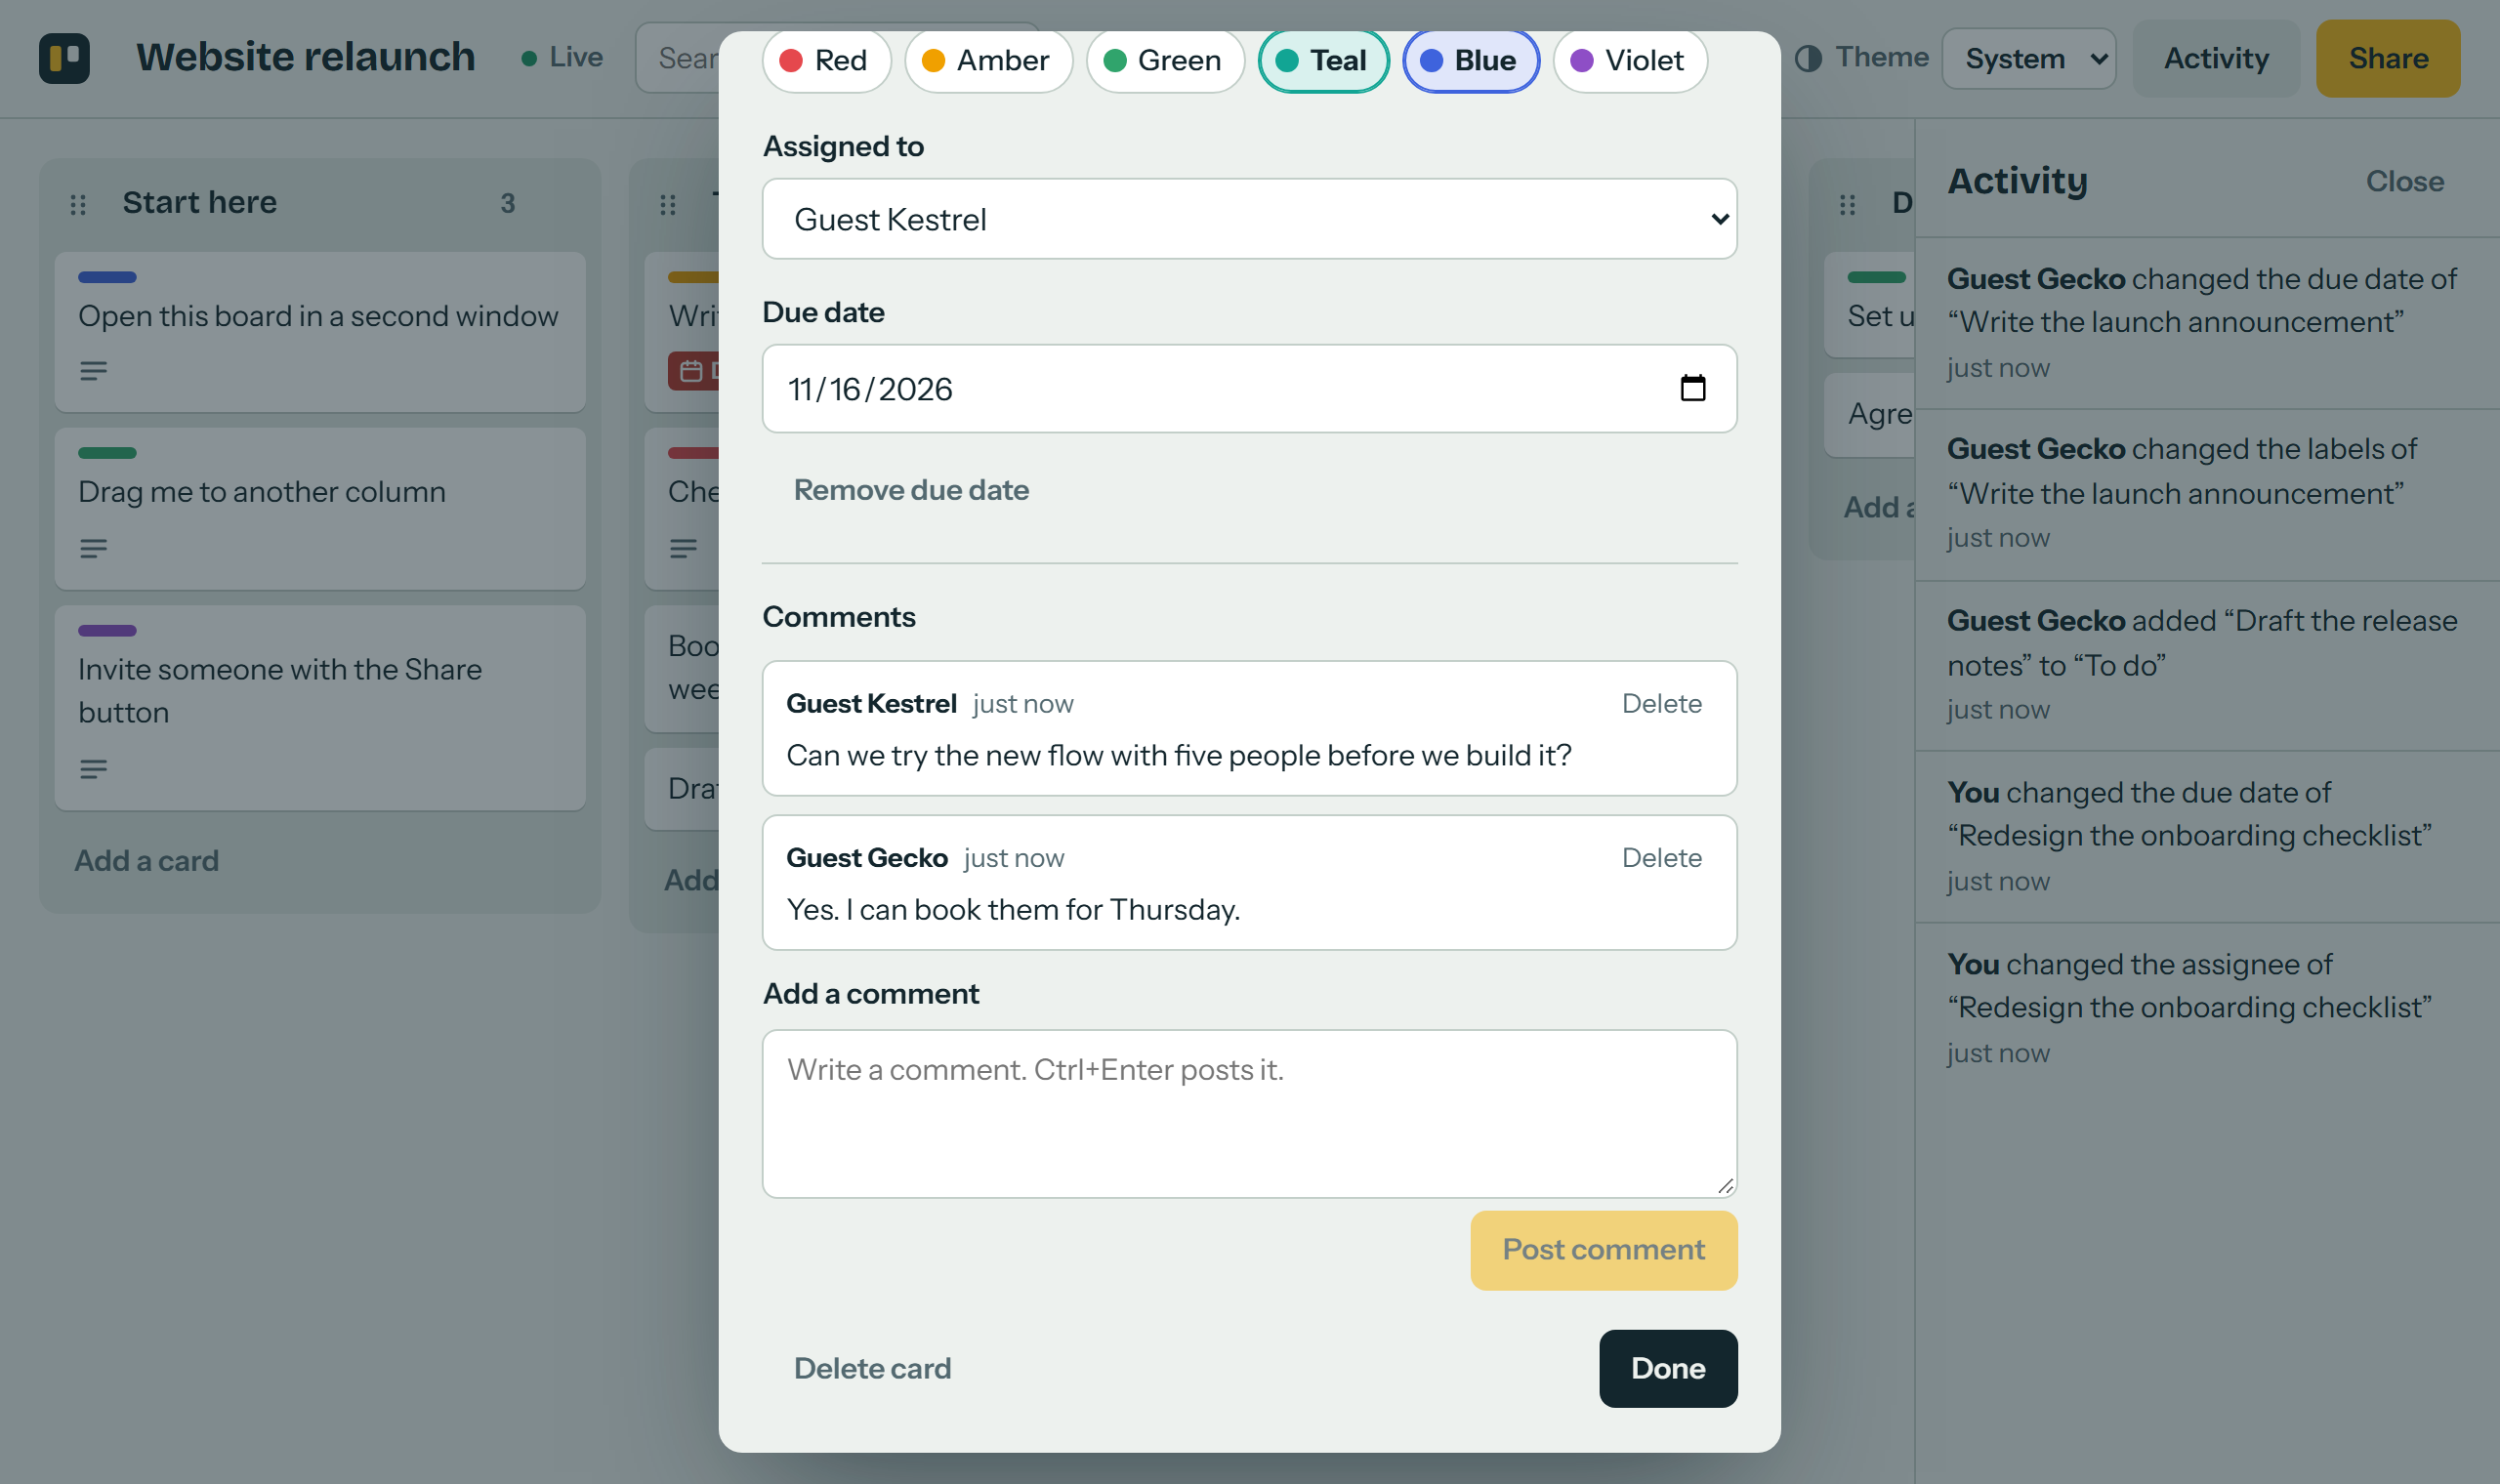 Website relaunch
Live
Theme
System
Activity
Share
Start here
3
Open this board in a second window
Drag me to another column
Invite someone with the Share
button
Add a card
Add
Red
Amber
Green
Teal
Blue
Violet
Assigned to
Guest Kestrel
Due date
11/16/2026
Remove due date
Comments
Guest Kestrel just now
Delete
Can we try the new flow with five people before we build it?
Guest Gecko just now
Delete
Yes. I can book them for Thursday.
Add a comment
Write a comment. Ctrl+Enter posts it.
Post comment
Delete card
Done
Set u
Agre
Add a
Activity
Close
Guest Gecko changed the due date of
“Write the launch announcement”
just now
Guest Gecko changed the labels of
“Write the launch announcement”
just now
Guest Gecko added “Draft the release
notes” to “To do”
just now
You changed the due date of
“Redesign the onboarding checklist”
just now
You changed the assignee of
“Redesign the onboarding checklist”
just now